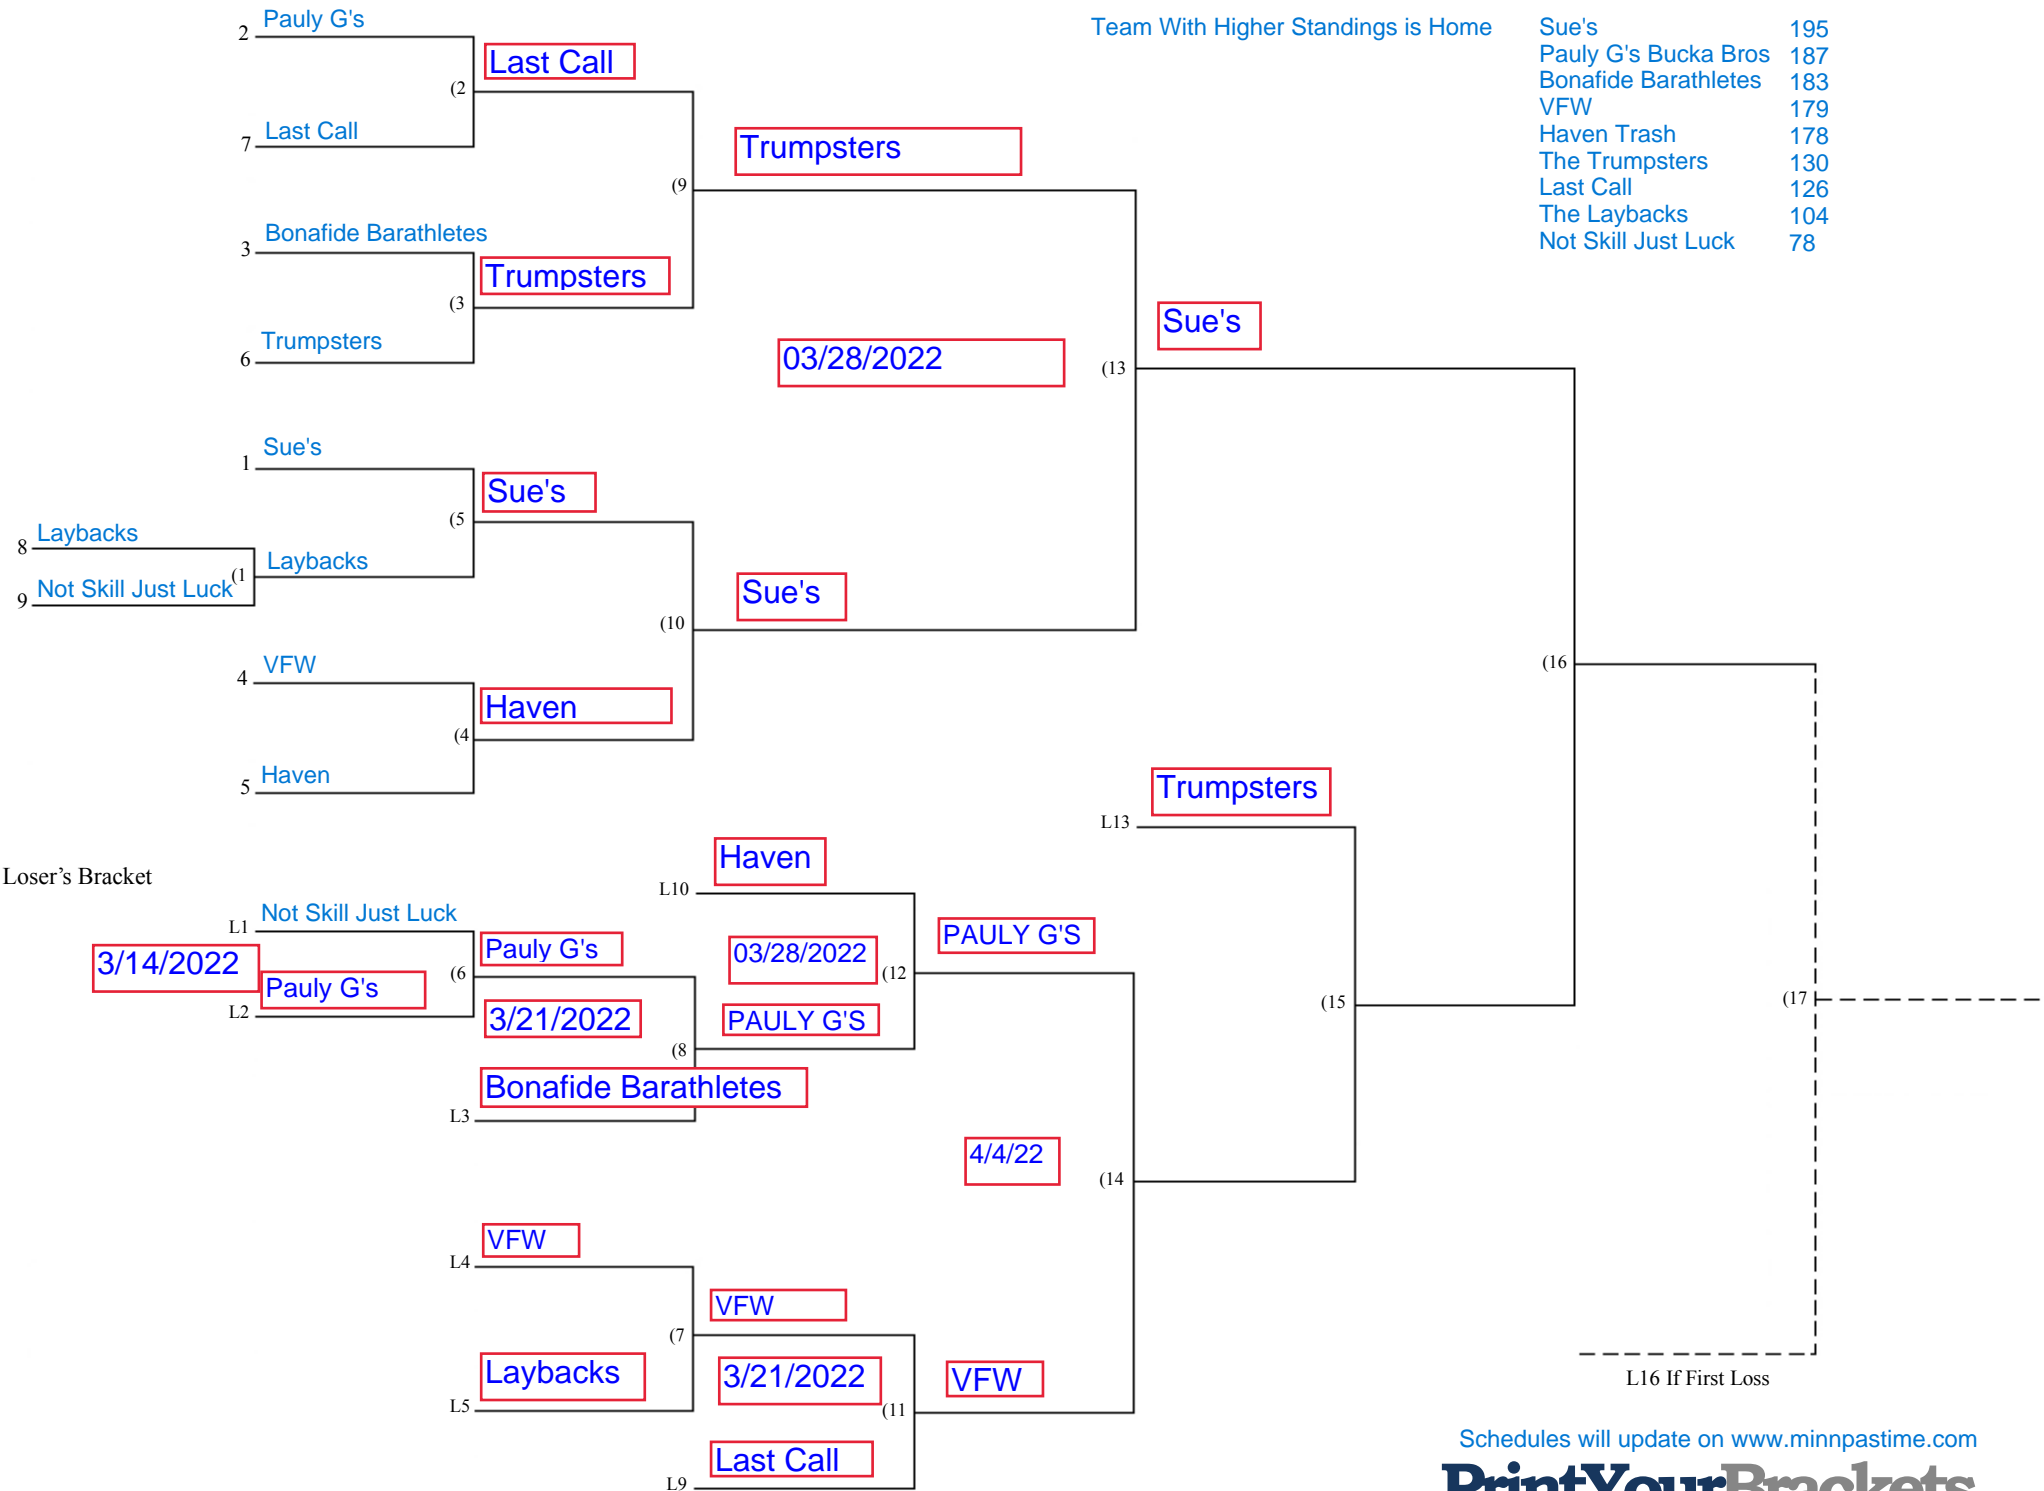 2 Pauly G's
Last Call
(2
7 Last Call
Trumpsters
(9
3 Bonafide Barathletes
Trumpsters
(3
6 Trumpsters
Team With Higher Standings is Home
Sue's 195
Pauly G's Bucka Bros 187
Bonafide Barathletes 183
VFW 179
Haven Trash 178
The Trumpsters 130
Last Call 126
The Laybacks 104
Not Skill Just Luck 78
03/28/2022
(13
Sue's
1 Sue's
Sue's
(5
8 Laybacks
(1
Laybacks
9 Not Skill Just Luck
Sue's
(10
4 VFW
Haven
(4
5 Haven
(16
Trumpsters
L13
Loser's Bracket
Haven
L10
L1 Not Skill Just Luck
3/14/2022
Pauly G's
(6
L2 Pauly G's
03/28/2022
(12
PAULY G'S
3/21/2022
PAULY G'S
(8
Bonafide Barathletes
L3
(15
(17
4/4/22
(14
VFW
L4
VFW
(7
Laybacks
L5
3/21/2022
(11
VFW
Last Call
L9
L16 If First Loss
Schedules will update on www.minnpastime.com
PrintYourBrackets